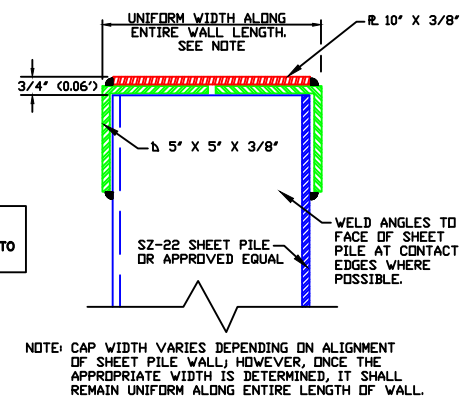 UNIFORM WIDTH ALONG
ENTIRE WALL LENGTH.
SEE NOTE
℄ 10" X 3/8"
3/4" (0.06')
5" X 5" X 3/8"
TO
SZ-22 SHEET PILE
OR APPROVED EQUAL
WELD ANGLES TO
FACE OF SHEET
PILE AT CONTACT
EDGES WHERE
POSSIBLE.
NOTE: CAP WIDTH VARIES DEPENDING ON ALIGNMENT
OF SHEET PILE WALL; HOWEVER, ONCE THE
APPROPRIATE WIDTH IS DETERMINED, IT SHALL
REMAIN UNIFORM ALONG ENTIRE LENGTH OF WALL.